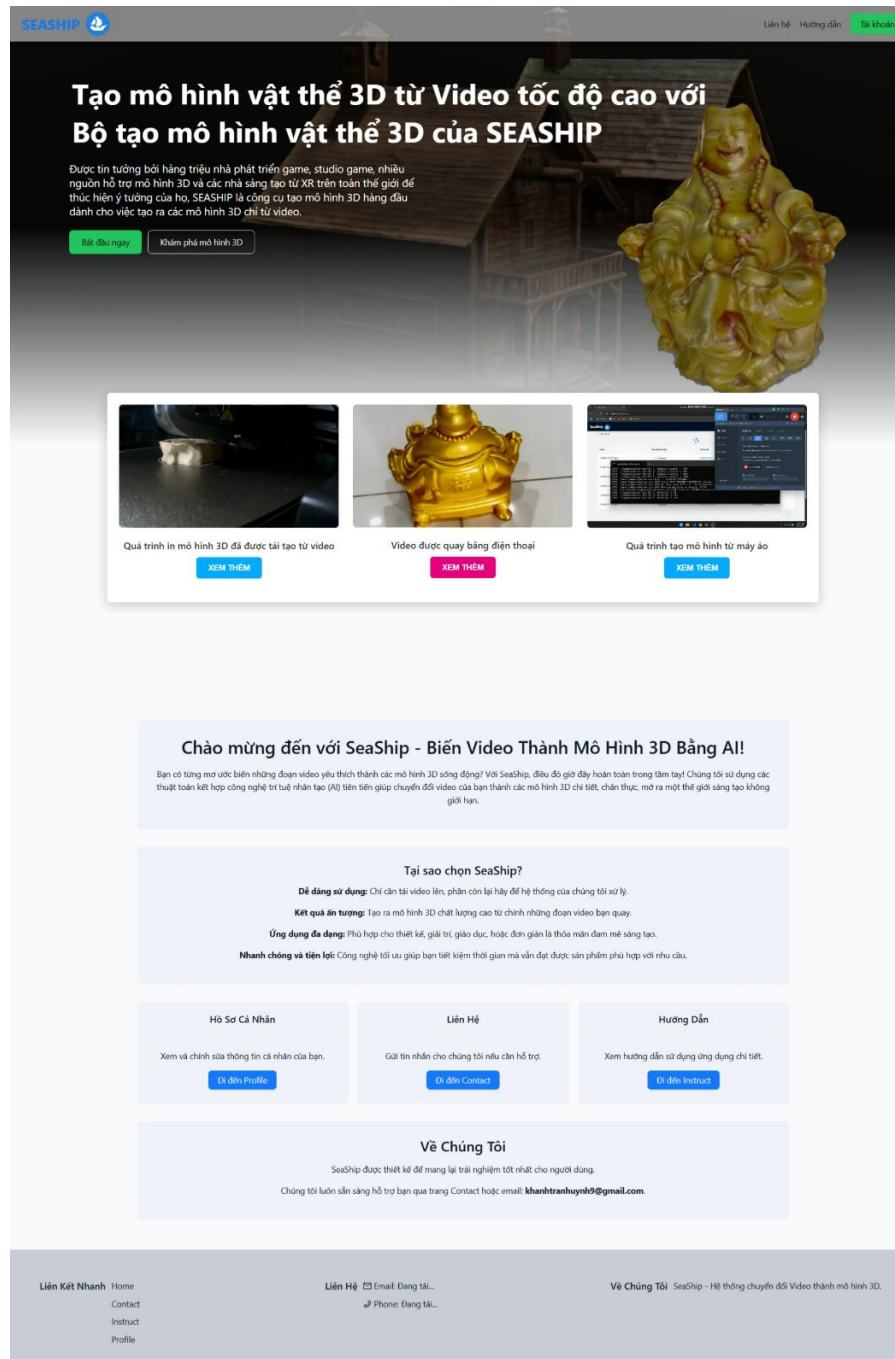 SEASHIP
Liên hệ Hướng dẫn Tài khoản
Tạo mô hình vật thể 3D từ Video tốc độ cao với
Bộ tạo mô hình vật thể 3D của SEASHIP
Được tin tưởng bởi hàng triệu nhà phát triển game, studio game, nhiều
nguồn hỗ trợ mô hình 3D và các nhà sáng tạo từ XR trên toàn thế giới để
thúc hiện ý tưởng của họ, SEASHIP là công cụ tạo mô hình 3D hàng đầu
dành cho việc tạo ra các mô hình 3D chỉ từ video.
Bắt đầu ngay Khám phá mô hình 3D
Quá trình in mô hình 3D đã được tái tạo từ video
XEM THÊM
Video được quay bằng điện thoại
XEM THÊM
Quá trình tạo mô hình từ máy ảo
XEM THÊM
Chào mừng đến với SeaShip - Biến Video Thành Mô Hình 3D Bằng AI!
Bạn có từng mơ ước biến những đoạn video yêu thích thành các mô hình 3D sống động? Với SeaShip, điều đó giờ đây hoàn toàn trong tầm tay! Chúng tôi sử dụng các
thuật toán kết hợp công nghệ trí tuệ nhân tạo (AI) tiên tiến giúp chuyển đổi video của bạn thành các mô hình 3D chi tiết, chân thực, mở ra một thế giới sáng tạo không
giới hạn.
Tại sao chọn SeaShip?
Dễ dàng sử dụng: Chỉ cần tải video lên, phần còn lại hãy để hệ thống của chúng tôi xử lý.
Kết quả ấn tượng: Tạo ra mô hình 3D chất lượng cao từ chính những đoạn video bạn quay.
Ứng dụng đa dạng: Phù hợp cho thiết kế, giải trí, giáo dục, hoặc đơn giản là thỏa mãn đam mê sáng tạo.
Nhanh chóng và tiện lợi: Công nghệ tối ưu giúp bạn tiết kiệm thời gian mà vẫn đạt được sản phẩm phù hợp với nhu cầu.
Hồ Sơ Cá Nhân
Xem và chỉnh sửa thông tin cá nhân của bạn.
Đi đến Profile
Liên Hệ
Gửi tin nhắn cho chúng tôi nếu cần hỗ trợ.
Đi đến Contact
Hướng Dẫn
Xem hướng dẫn sử dụng ứng dụng chi tiết.
Đi đến Instruct
Về Chúng Tôi
SeaShip được thiết kế để mang lại trải nghiệm tốt nhất cho người dùng.
Chúng tôi luôn sẵn sàng hỗ trợ bạn qua trang Contact hoặc email: khanhtranhuynh9@gmail.com.
Liên Kết Nhanh Home
Contact
Instruct
Profile
Liên Hệ Email: Đang tải...
Phone: Đang tải...
Về Chúng Tôi SeaShip - Hệ thống chuyển đổi Video thành mô hình 3D.